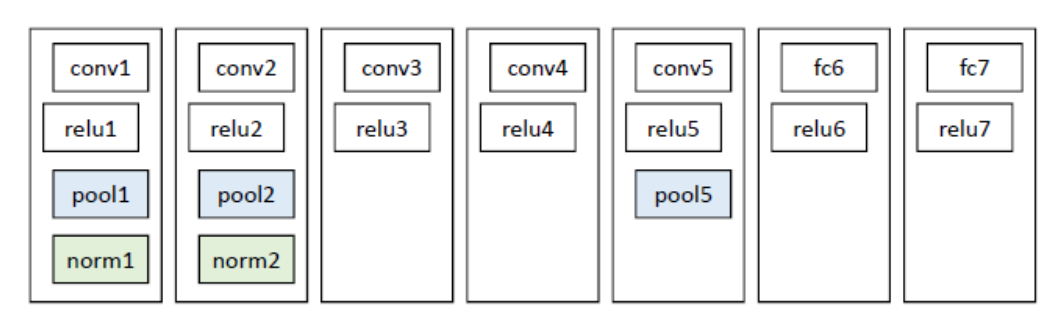 conv1
relu1
pool1
norm1
conv2
relu2
pool2
norm2
conv3
relu3
conv4
relu4
conv5
relu5
pool5
fc6
relu6
fc7
relu7